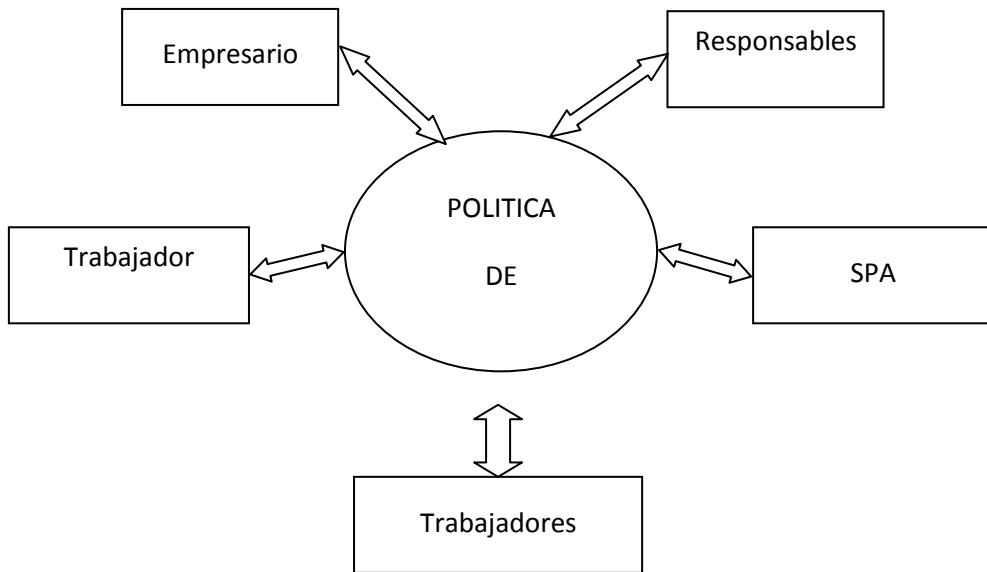 Empresario
Responsables
POLITICA
DE
Trabajador
SPA
Trabajadores